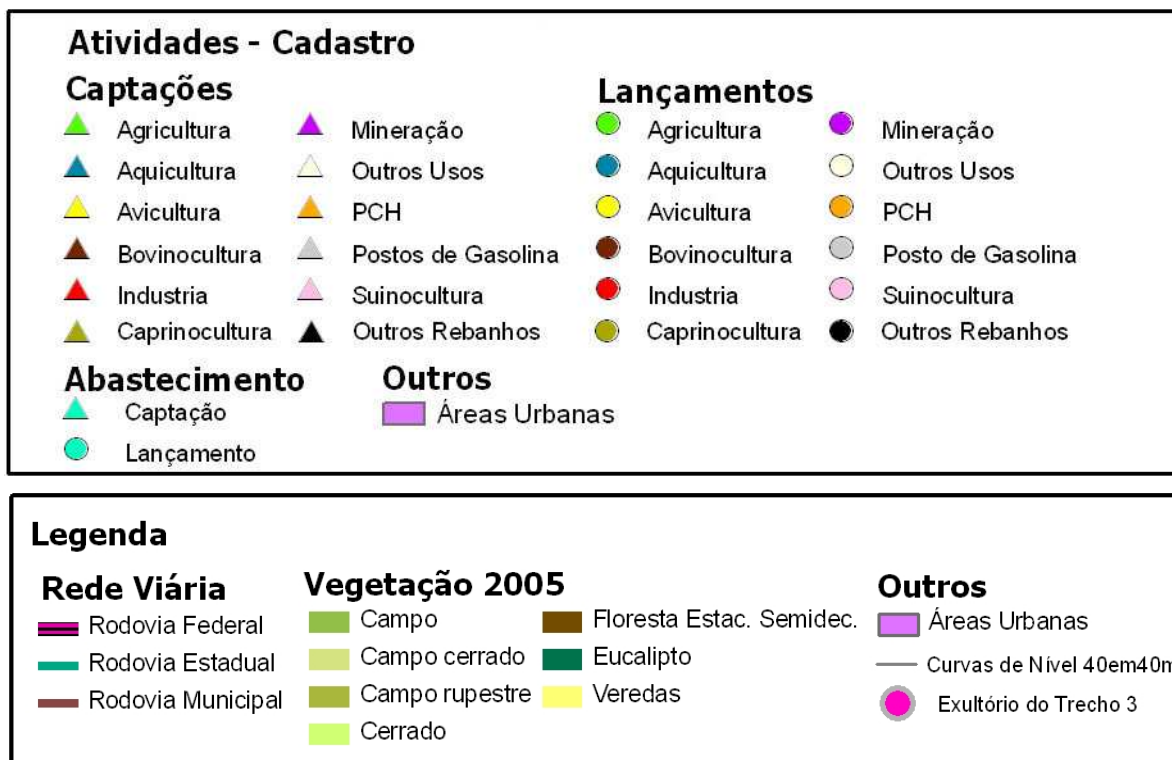 Atividades - Cadastro
Captações
Agricultura
Aquicultura
Avicultura
Bovinocultura
Industria
Caprinocultura
Mineração
Outros Usos
PCH
Postos de Gasolina
Suinocultura
Outros Rebanhos
Lançamentos
Agricultura
Aquicultura
Avicultura
Bovinocultura
Industria
Caprinocultura
Mineração
Outros Usos
PCH
Posto de Gasolina
Suinocultura
Outros Rebanhos
Abastecimento
Captação
Lançamento
Outros
Áreas Urbanas
Legenda
Rede Viária
Rodovia Federal
Rodovia Estadual
Rodovia Municipal
Vegetação 2005
Campo
Campo cerrado
Campo rupestre
Cerrado
Floresta Estac. Semidec.
Eucalipto
Veredas
Outros
Áreas Urbanas
Curvas de Nível 40em40m
Exultório do Trecho 3